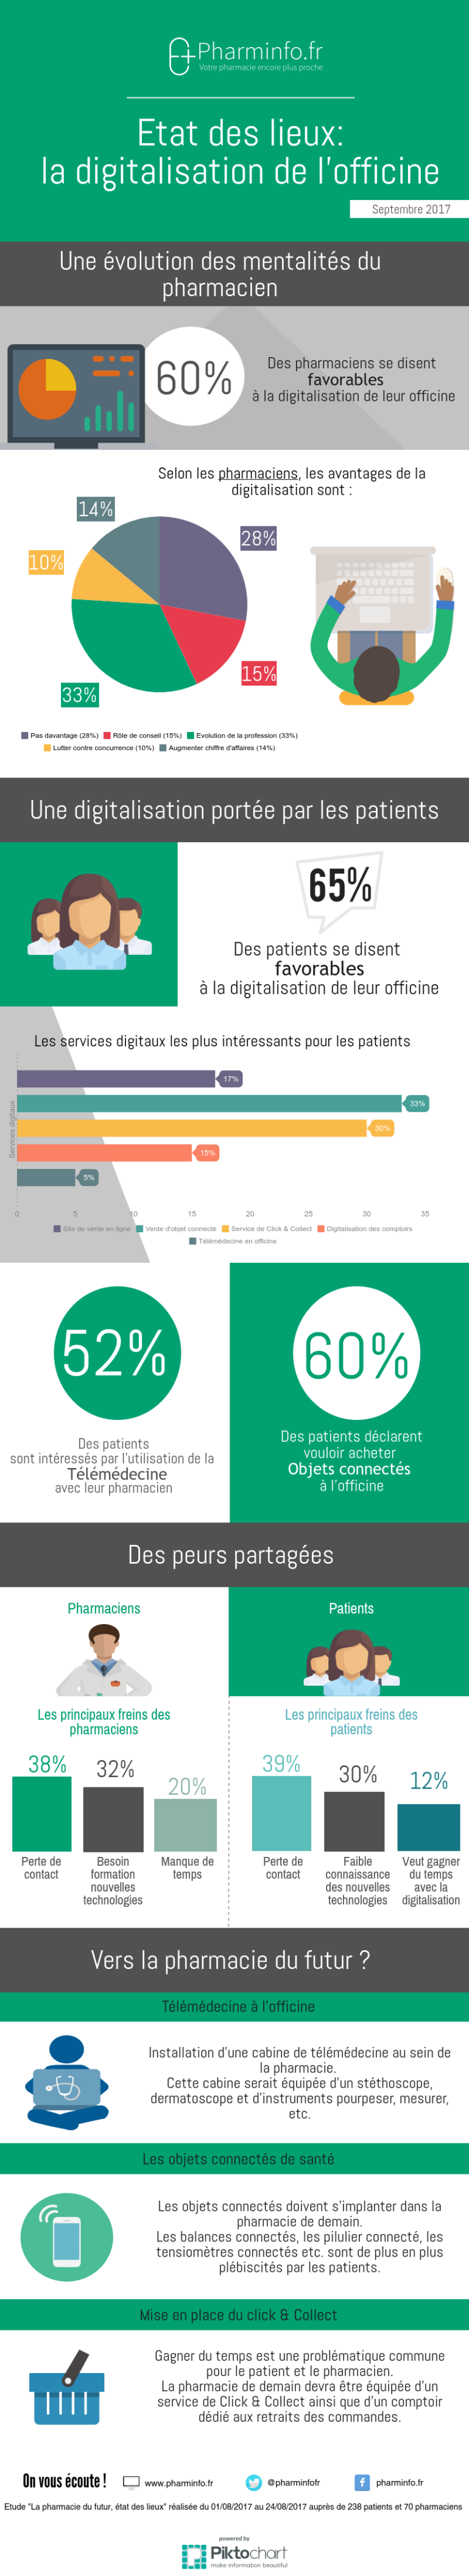 Pharminfo.fr
Votre pharmacie encore plus proche
Etat des lieux:
la digitalisation de l'officine
Septembre 2017
Une évolution des mentalités du
pharmacien
60%
Des pharmaciens se disent
favorables
à la digitalisation de leur officine
Selon les pharmaciens, les avantages de la
digitalisation sont :
14%
28%
10%
15%
33%
Pas davantage (28%) Rôle de conseil (15%) Evolution de la profession (33%)
Lutter contre concurrence (10%) Augmenter chiffre d'affaires (14%)
Une digitalisation portée par les patients
65%
Des patients se disent
favorables
à la digitalisation de leur officine
Les services digitaux les plus intéressants pour les patients
Services digitaux
17%
33%
30%
15%
5%
0 5 10 15 20 25 30 35
Site de vente en ligne Vente d'objet connecté Service de Click & Collect Digitalisation des comptoirs
Télémédecine en officine
52%
Des patients
sont intéressés par l'utilisation de la
Télémédecine
avec leur pharmacien
60%
Des patients déclarent
vouloir acheter
Objets connectés
à l'officine
Des peurs partagées
Pharmaciens
Les principaux freins des
pharmaciens
38% 32% 20%
Perte de
contact
Besoin
formation
nouvelles
technologies
Manque de
temps
Patients
Les principaux freins des
patients
39% 30% 12%
Perte de
contact
Faible
connaissance
des nouvelles
technologies
Veut gagner
du temps
avec la
digitalisation
Vers la pharmacie du futur ?
Télémédecine à l'officine
Installation d'une cabine de télémédecine au sein de
la pharmacie.
Cette cabine serait équipée d'un stéthoscope,
dermatoscope et d'instruments pourpeser, mesurer,
etc.
Les objets connectés de santé
Les objets connectés doivent s'implanter dans la
pharmacie de demain.
Les balances connectés, les pilulier connecté, les
tensiomètres connectés etc. sont de plus en plus
plébiscités par les patients.
Mise en place du click & Collect
Gagner du temps est une problématique commune
pour le patient et le pharmacien.
La pharmacie de demain devra être équipée d'un
service de Click & Collect ainsi que d'un comptoir
dédié aux retraits des commandes.
On vous écoute ! www.pharminfo.fr @pharminfofr pharminfo.fr
Etude "La pharmacie du futur, état des lieux" réalisée du 01/08/2017 au 24/08/2017 auprès de 238 patients et 70 pharmaciens
powered by
Piktochart
make information beautiful